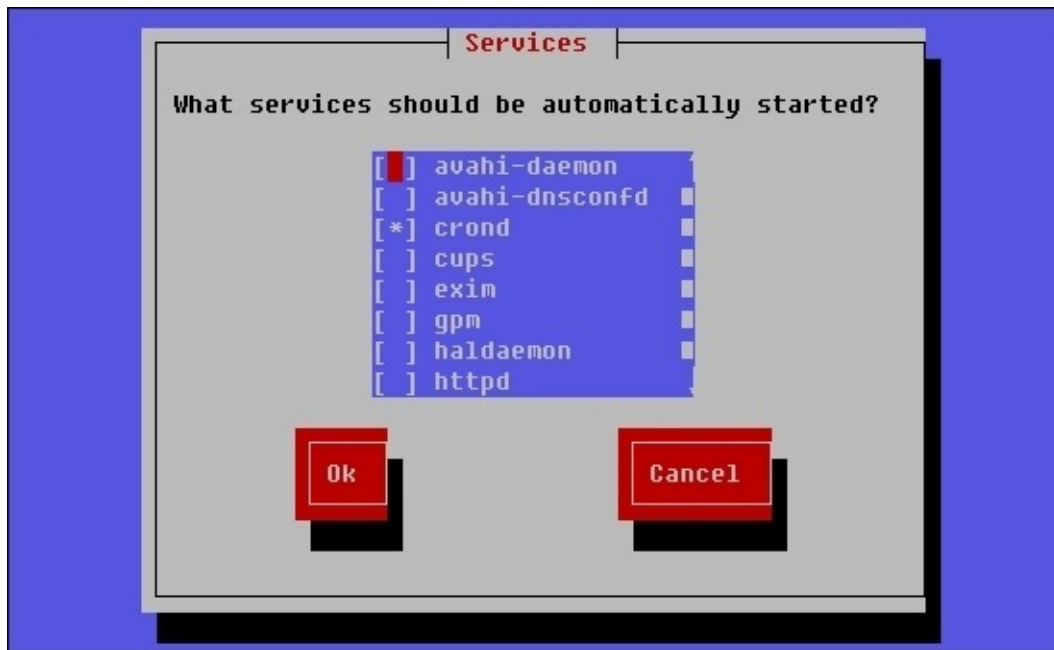 Services
What services should be automatically started?
[ ] avahi-daemon
[ ] avahi-dnsconfd
[*] crond
[ ] cups
[ ] exim
[ ] gpm
[ ] haldaemon
[ ] httpd
Ok Cancel